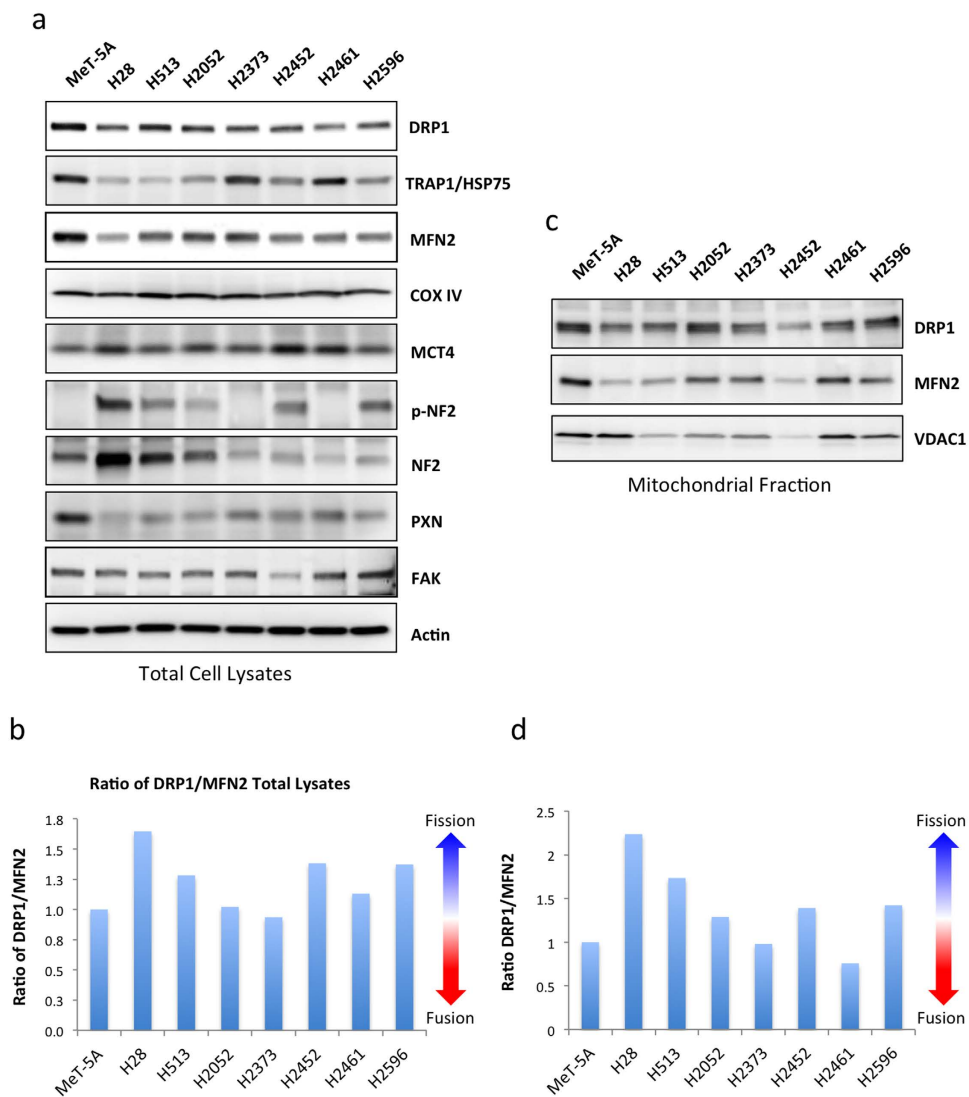 a
MeT-5A H28 H513 H2052 H2373 H2452 H2461 H2596
DRP1
TRAP1/HSP75
MFN2
COX IV
MCT4
p-NF2
NF2
PXN
FAK
Actin
Total Cell Lysates
c
MeT-5A H28 H513 H2052 H2373 H2452 H2461 H2596
DRP1
MFN2
VDAC1
Mitochondrial Fraction
b
Ratio of DRP1/MFN2 Total Lysates
Ratio of DRP1/MFN2
1.8
1.5
1.3
1.0
0.8
0.5
0.3
0.0
MeT-5A H28 H513 H2052 H2373 H2452 H2461 H2596
Fission
Fusion
d
Ratio DRP1/MFN2
2.5
2
1.5
1
0.5
0
MeT-5A H28 H513 H2052 H2373 H2452 H2461 H2596
Fission
Fusion